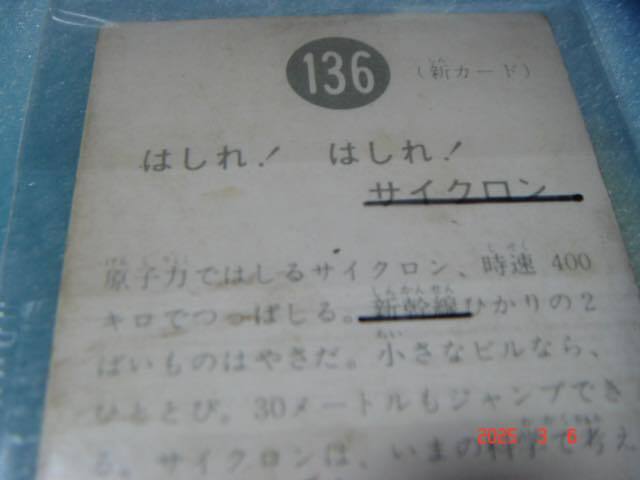 136 (新カード)
はしれ! はしれ!
サイクロン
原子力ではしるサイクロン、時速 400
キロでつっぱしる。新幹線ひかりの2
ばいものはやさだ。小さなビルなら、
ひととび。30メートルもジャンプでき
る。サイクロンは、いまの科学で考え
2025 3 6